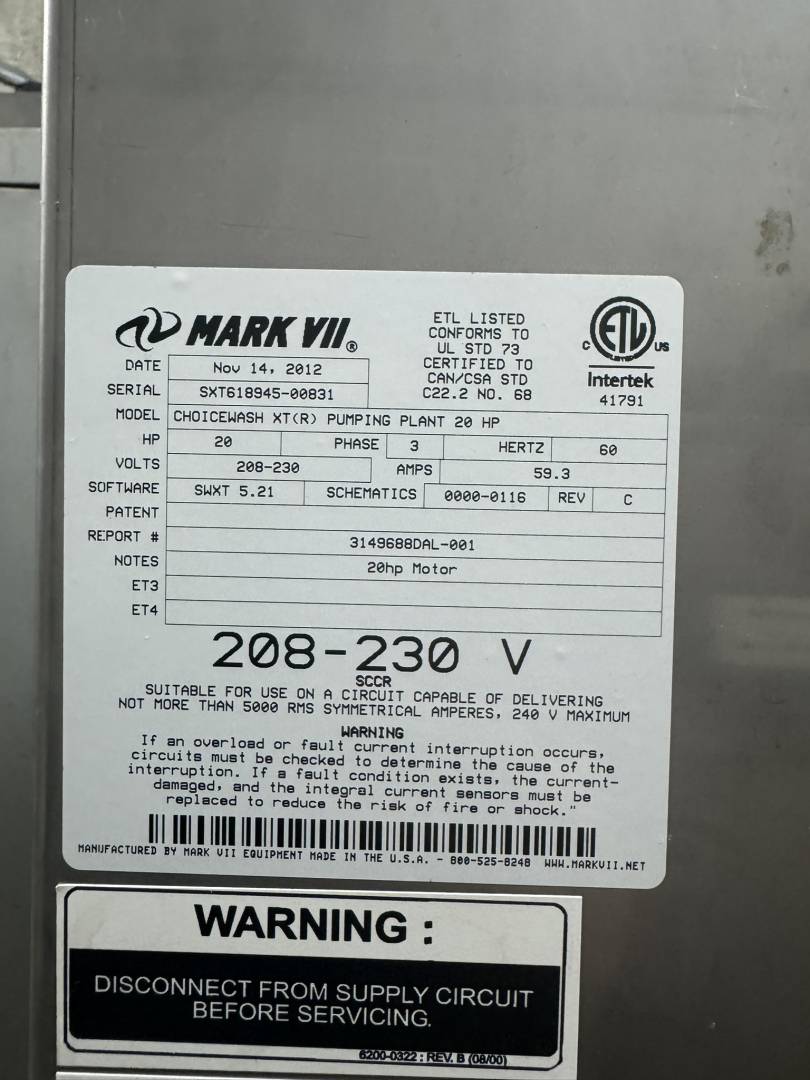 MARK VII®
ETL LISTED
CONFORMS TO
UL STD 73
CERTIFIED TO
CAN/CSA STD
C22.2 NO. 68
C ETL US
LISTED
Intertek
41791
DATE Nov 14, 2012
SERIAL SXT618945-00831
MODEL CHOICEWASH XT(R) PUMPING PLANT 20 HP
HP 20 PHASE 3 HERTZ 60
VOLTS 208-230 AMPS 59.3
SOFTWARE SWXT 5.21 SCHEMATICS 0000-0116 REV C
PATENT
REPORT # 3149688DAL-001
NOTES 20hp Motor
ET3
ET4
208-230 V
SCCR
SUITABLE FOR USE ON A CIRCUIT CAPABLE OF DELIVERING
NOT MORE THAN 5000 RMS SYMMETRICAL AMPERES, 240 V MAXIMUM
WARNING
If an overload or fault current interruption occurs,
circuits must be checked to determine the cause of the
interruption. If a fault condition exists, the current-
damaged, and the integral current sensors must be
replaced to reduce the risk of fire or shock."
MANUFACTURED BY MARK VII EQUIPMENT MADE IN THE U.S.A. - 800-525-8248 WWW.MARKVII.NET
WARNING :
DISCONNECT FROM SUPPLY CIRCUIT
BEFORE SERVICING.
6200-0322 : REV. B (08/00)